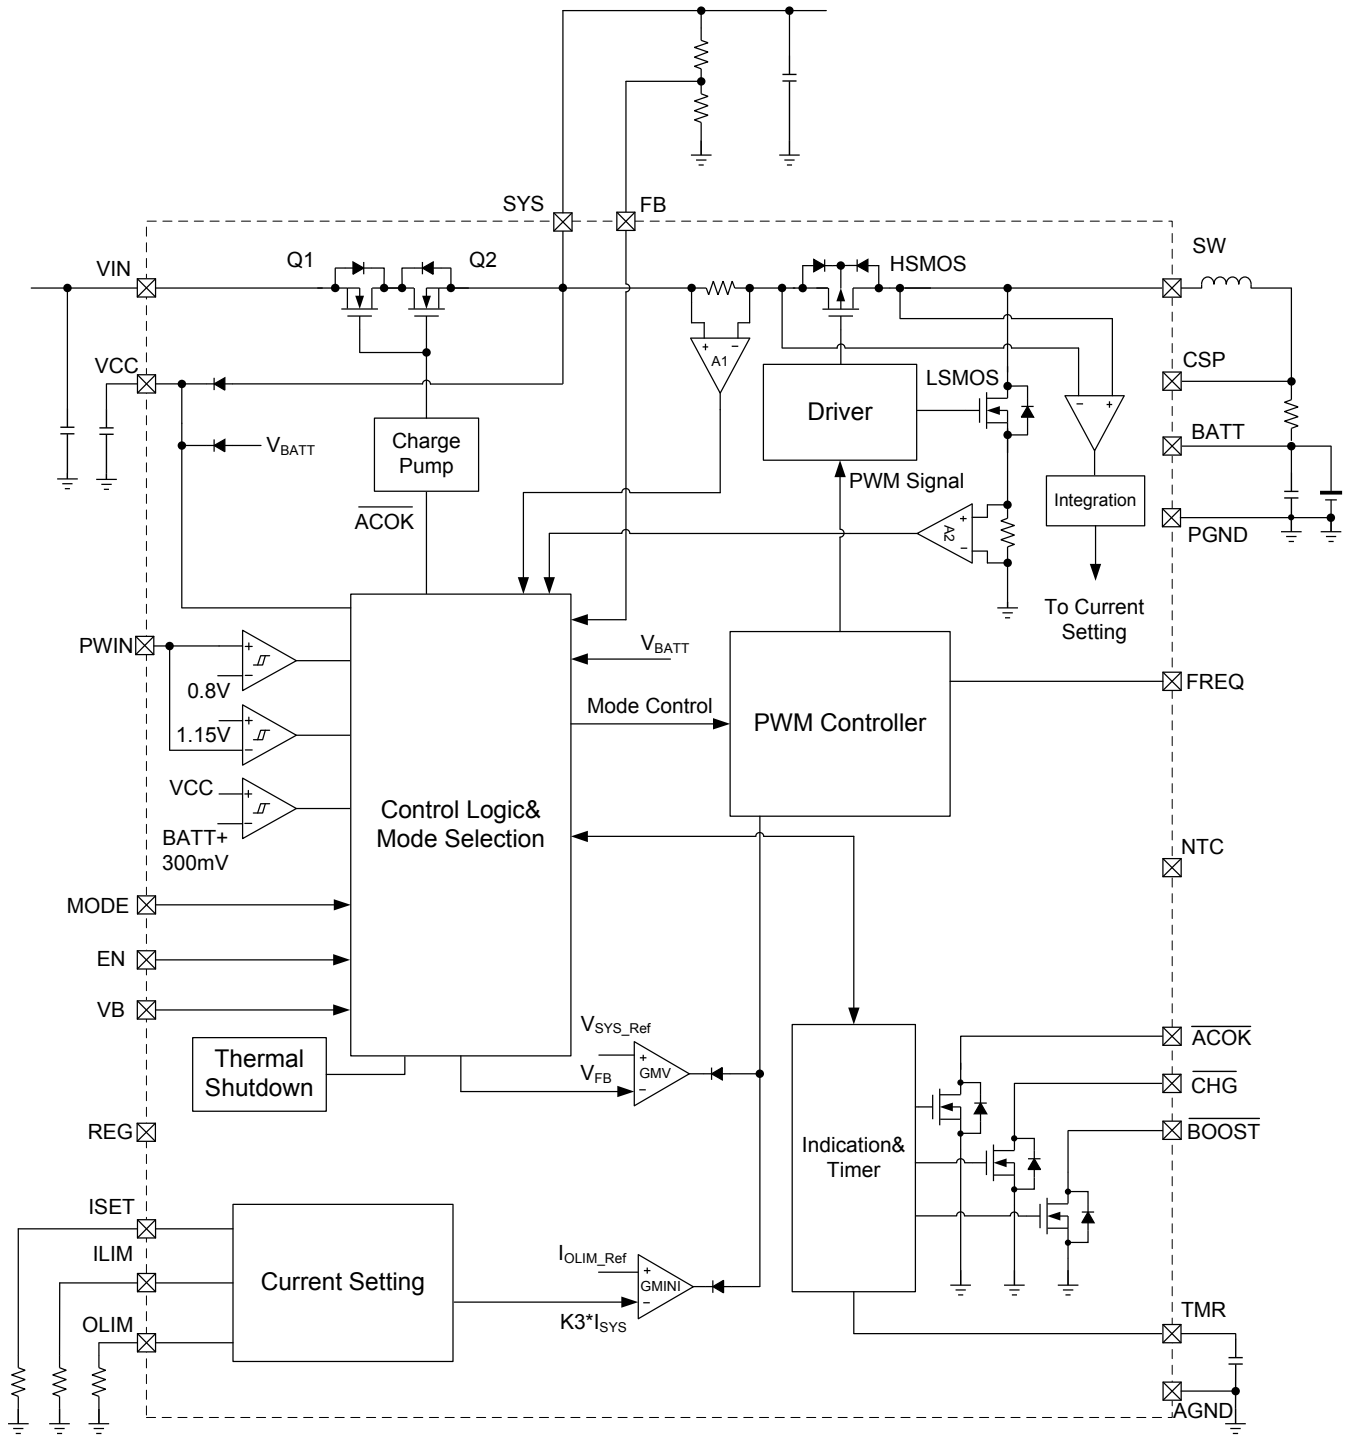 SYS
FB
VIN
Q1
Q2
HSMOS
SW
VCC
+
−
A1
LSMOS
CSP
Driver
−
+
Charge
Pump
V_BATT
BATT
PWM Signal
Integration
ACOK
+
A2
−
PGND
To Current
Setting
PWIN
+
−
0.8V
V_BATT
FREQ
Mode Control
PWM Controller
+
1.15V
−
VCC
+
−
BATT+
300mV
Control Logic&
Mode Selection
NTC
MODE
EN
VB
V_SYS_Ref
+
GMV
V_FB
−
Thermal
Shutdown
ACOK
CHG
BOOST
REG
Indication&
Timer
ISET
ILIM
OLIM
Current Setting
I_OLIM_Ref
+
GMINI
−
K3*I_SYS
TMR
AGND